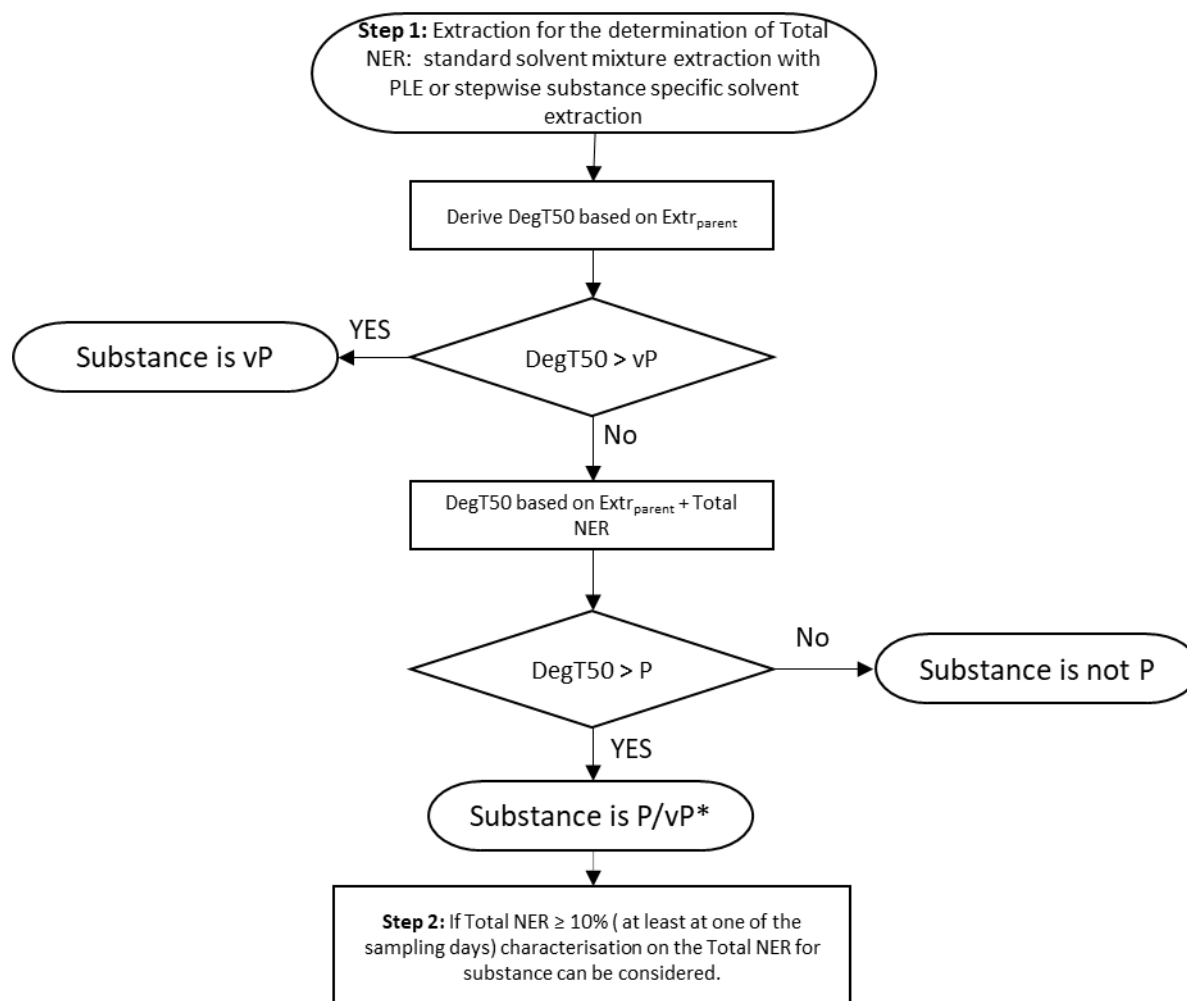 Step 1: Extraction for the determination of Total
NER:  standard solvent mixture extraction with
PLE or stepwise substance specific solvent
extraction
Derive DegT50 based on Extrparent
YES
Substance is vP
DegT50 > vP
No
DegT50 based on Extrparent + Total
NER
No
DegT50 > P
Substance is not P
YES
Substance is P/vP*
Step 2: If Total NER ≥ 10% ( at least at one of the
sampling days) characterisation on the Total NER for
substance can be considered.